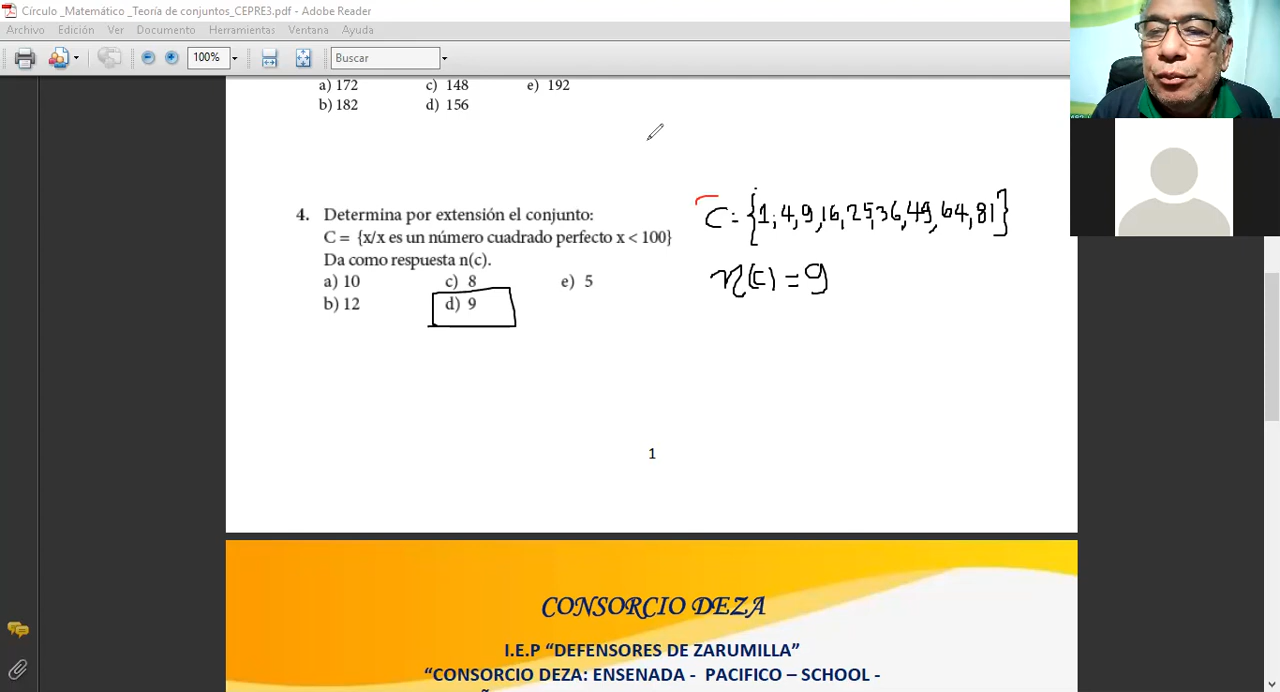 Círculo _Matemático _Teoría de conjuntos_CEPRE3.pdf - Adobe Reader
Archivo Edición Ver Documento Herramientas Ventana Ayuda
100% Buscar
a) 172 c) 148 e) 192
b) 182 d) 156
4. Determina por extensión el conjunto:
C = {x/x es un número cuadrado perfecto x < 100}
Da como respuesta n(c).
a) 10 c) 8 e) 5
b) 12 d) 9
C = {1,4,9,16,25,36,49,64,81}
n(C) = 9
1
CONSORCIO DEZA
I.E.P “DEFENSORES DE ZARUMILLA”
“CONSORCIO DEZA: ENSENADA - PACIFICO – SCHOOL -